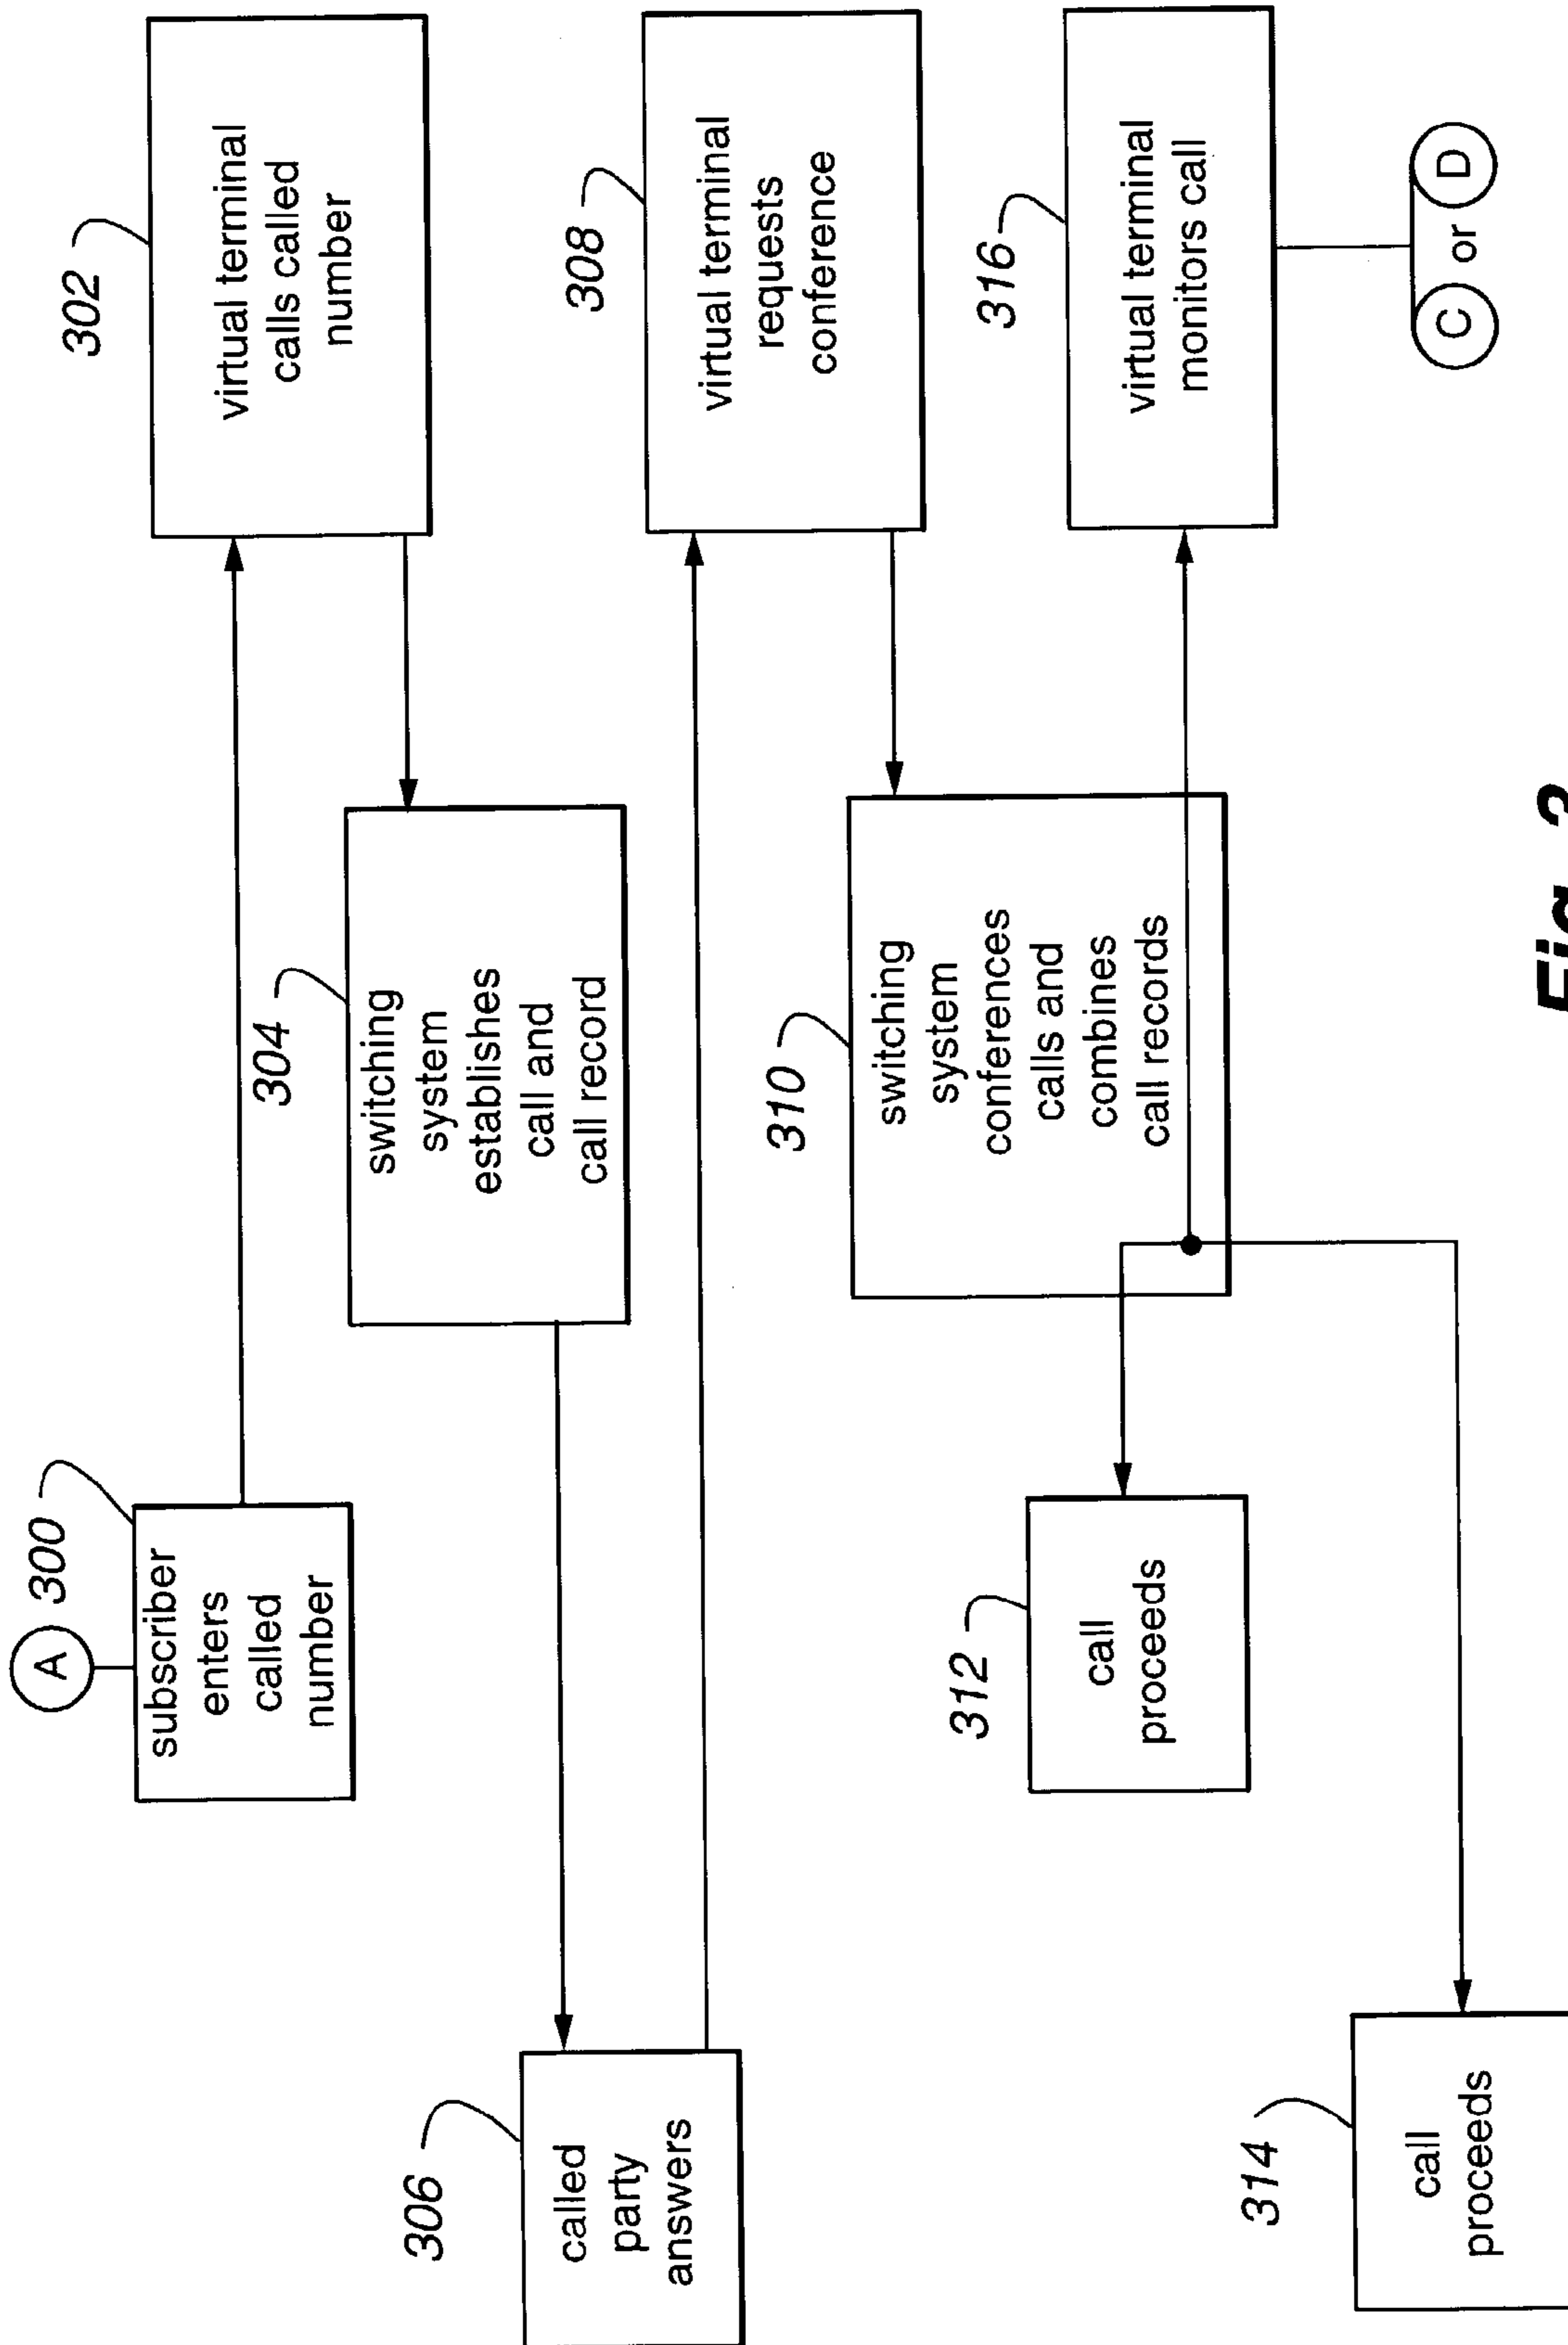 A
300
subscriber
enters
called
number
302
virtual terminal
calls called
number
304
switching
system
establishes
call and
call record
306
called
party
answers
308
virtual terminal
requests
conference
310
switching
system
conferences
calls and
combines
call records
312
call
proceeds
314
call
proceeds
316
virtual terminal
monitors call
C or D
Fig